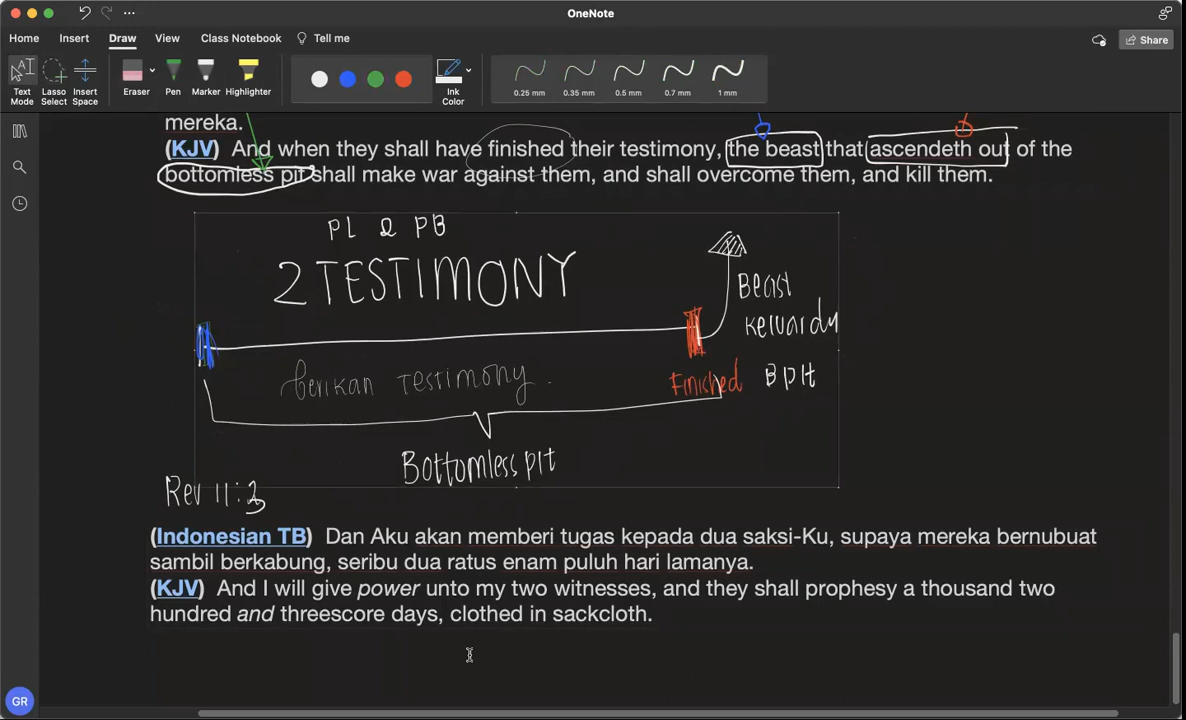 OneNote
Home Insert Draw View Class Notebook Tell me
Share
Text Mode
Lasso Select
Insert Space
Eraser
Pen
Marker
Highlighter
Ink Color
0.25 mm 0.35 mm 0.5 mm 0.7 mm 1 mm
mereka.
(KJV) And when they shall have finished their testimony, the beast that ascendeth out of the
bottomless pit shall make war against them, and shall overcome them, and kill them.
PL & PB
2 TESTIMONY
Beast
keluar du
berikan testimony.
Finished
B pit
Bottomless pit
Rev 11:3
(Indonesian TB) Dan Aku akan memberi tugas kepada dua saksi-Ku, supaya mereka bernubuat
sambil berkabung, seribu dua ratus enam puluh hari lamanya.
(KJV) And I will give power unto my two witnesses, and they shall prophesy a thousand two
hundred and threescore days, clothed in sackcloth.
GR